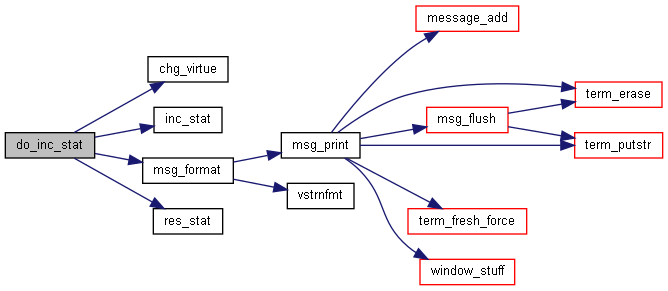 do_inc_stat
chg_virtue
inc_stat
msg_format
res_stat
msg_print
vstrnfmt
message_add
msg_flush
term_fresh_force
window_stuff
term_erase
term_putstr